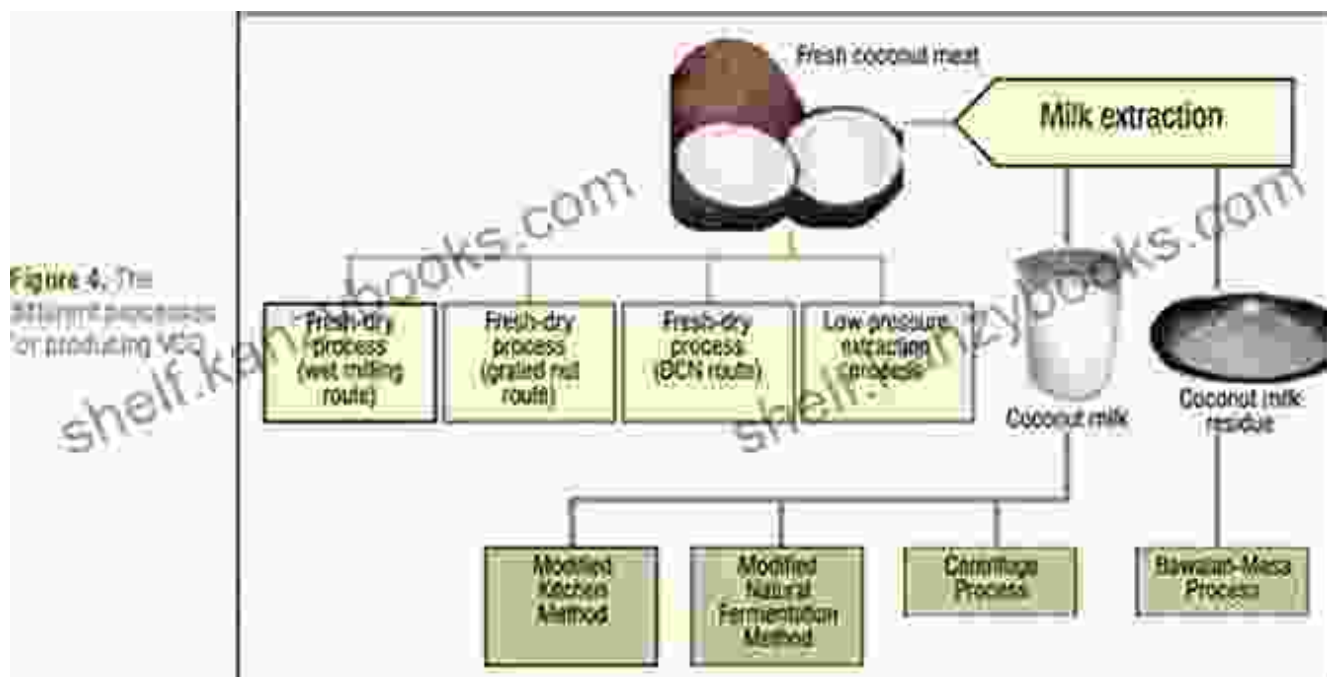 Fresh coconut meat
Milk extraction
Figure 4. The
different processes
for producing VCO
Fresh-dry
process
(wet milling
route)
Fresh-dry
process
(grated nut
route)
Fresh-dry
process
(DCN route)
Low pressure
extraction
process
Coconut milk
Coconut milk
residue
Modified
Kitchen
Method
Modified
Natural
Fermentation
Method
Centrifuge
Process
Bawalan-Masa
Process
shelf.kanzybooks.com
shelf.kanzybooks.com